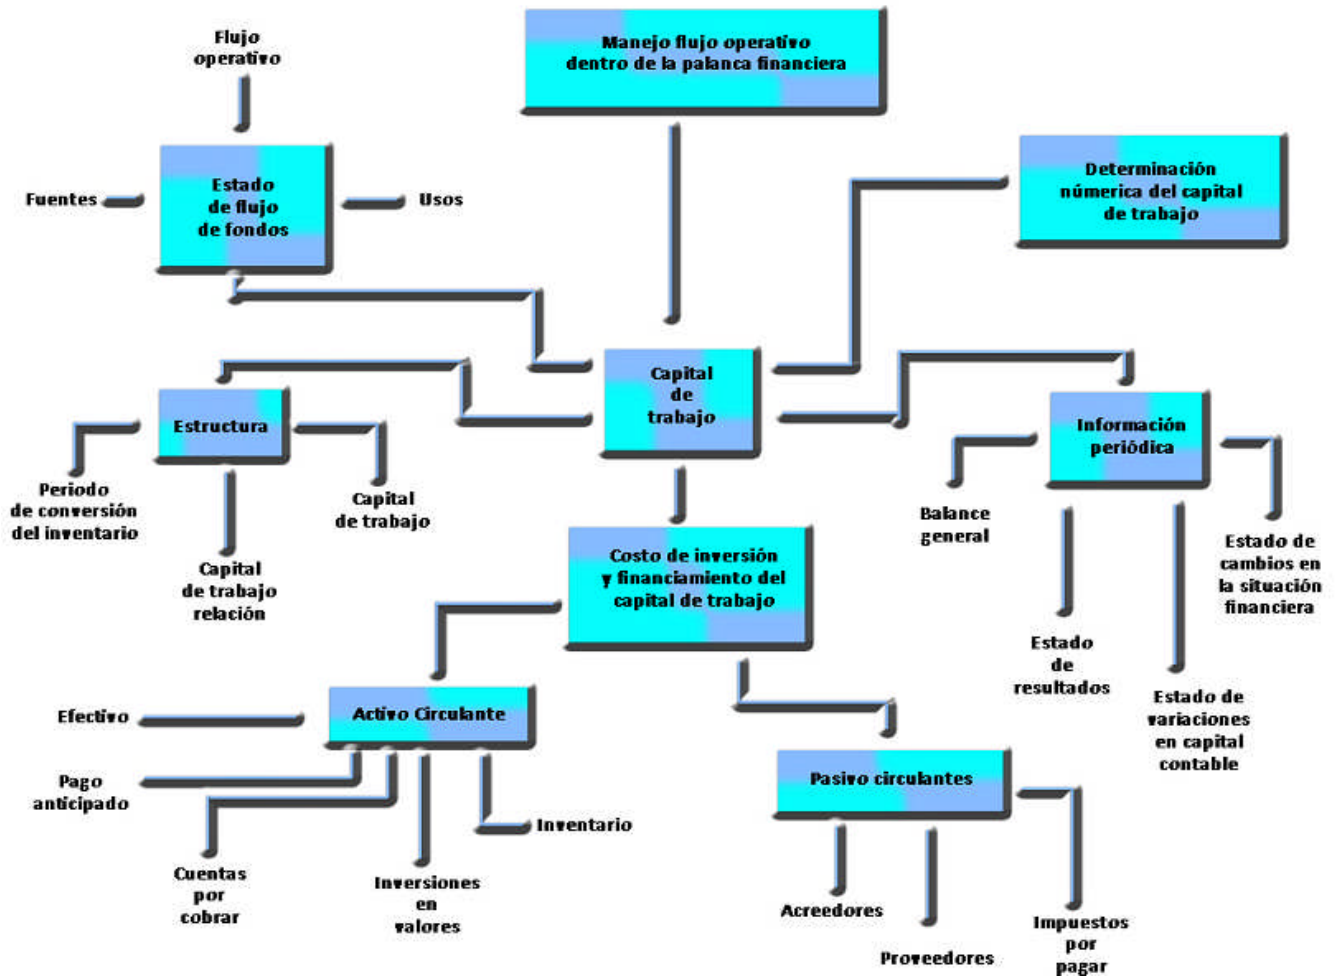 Flujo
operativo
Manejo flujo operativo
dentro de la palanca financiera
Fuentes
Estado
de flujo
de fondos
Usos
Determinación
númerica del capital
de trabajo
Capital
de
trabajo
Estructura
Periodo
de conversión
del inventario
Capital
de trabajo
relación
Capital
de trabajo
Información
periódica
Balance
general
Estado
de
resultados
Estado de
variaciones
en capital
contable
Estado de
cambios en
la situación
financiera
Costo de inversión
y financiamiento del
capital de trabajo
Activo Circulante
Efectivo
Pago
anticipado
Cuentas
por
cobrar
Inversiones
en
valores
Inventario
Pasivo circulantes
Acreedores
Proveedores
Impuestos
por
pagar